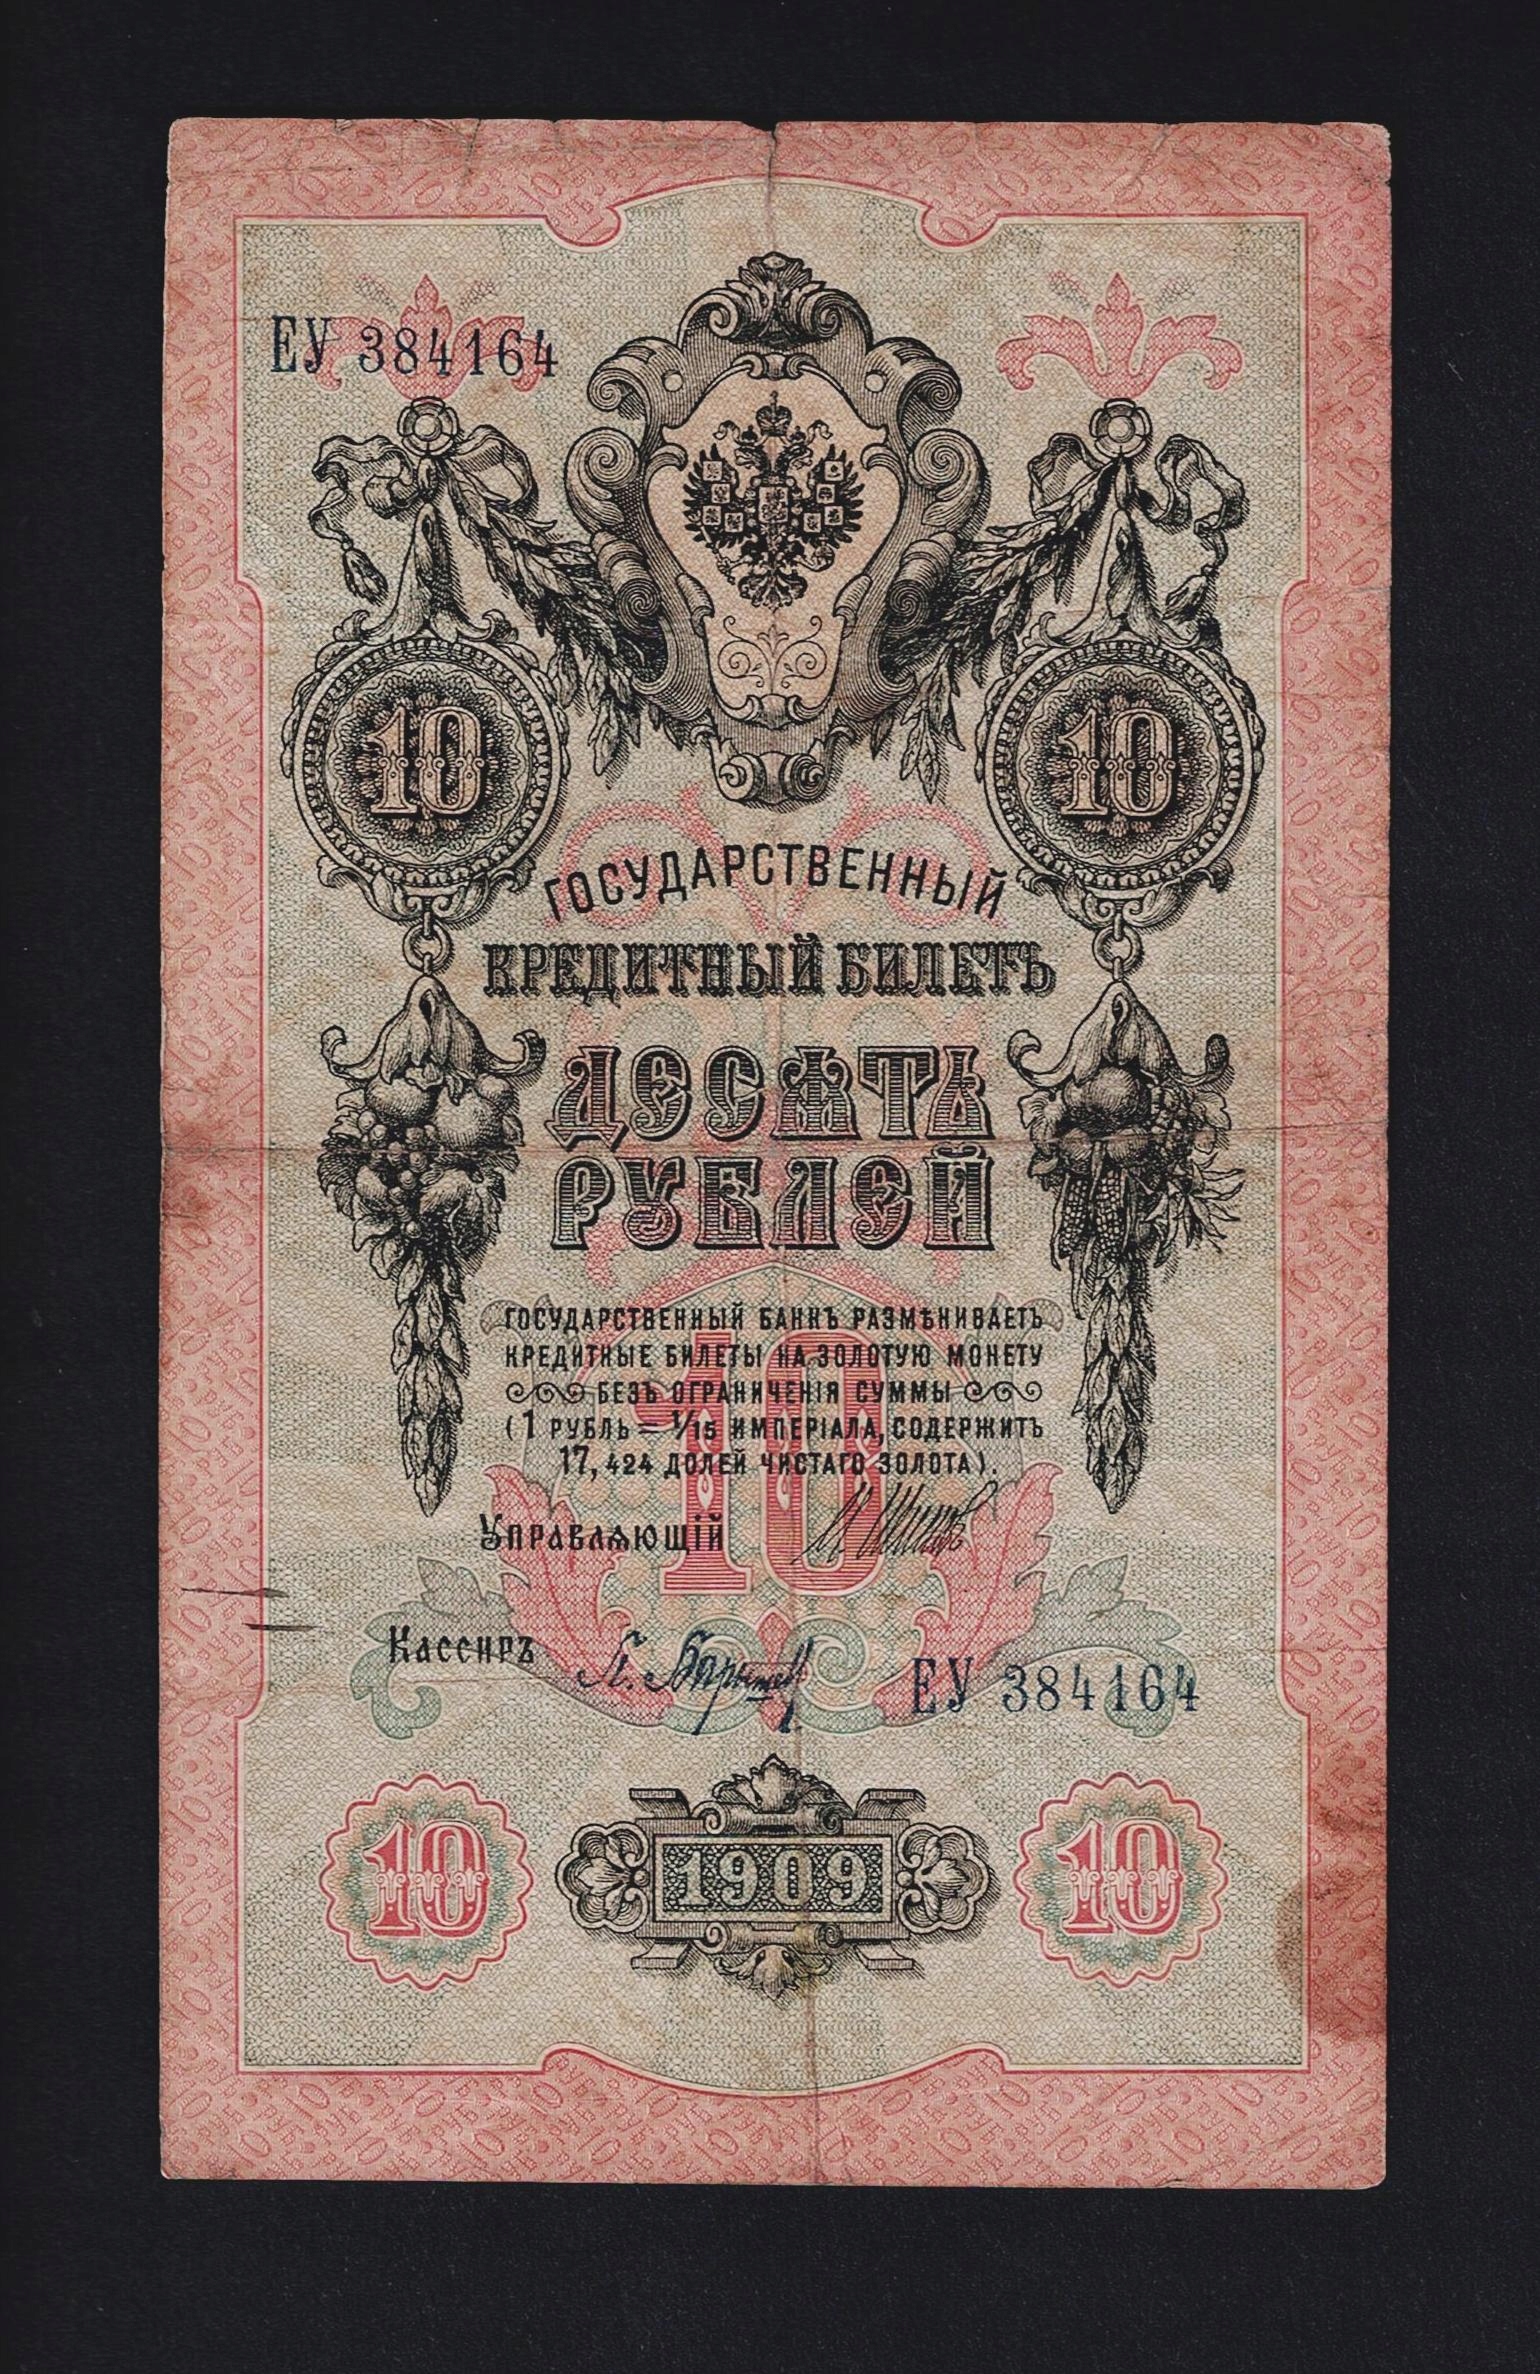 ЕУ 384164
10 10
ГОСУДАРСТВЕННЫЙ
КРЕДИТНЫЙ БИЛЕТЪ
ДЕСЯТЬ
РУБЛЕЙ
ГОСУДАРСТВЕННЫЙ БАНКЪ РАЗМѢНИВАЕТЪ
КРЕДИТНЫЕ БИЛЕТЫ НА ЗОЛОТУЮ МОНЕТУ
БЕЗЪ ОГРАНИЧЕНІЯ СУММЫ
(1 РУБЛЬ = 1/15 ИМПЕРІАЛА, СОДЕРЖИТЪ
17,424 ДОЛЕЙ ЧИСТАГО ЗОЛОТА).
10
Управляющій И. Шипов
Кассиръ
ЕУ 384164
10 1909 10